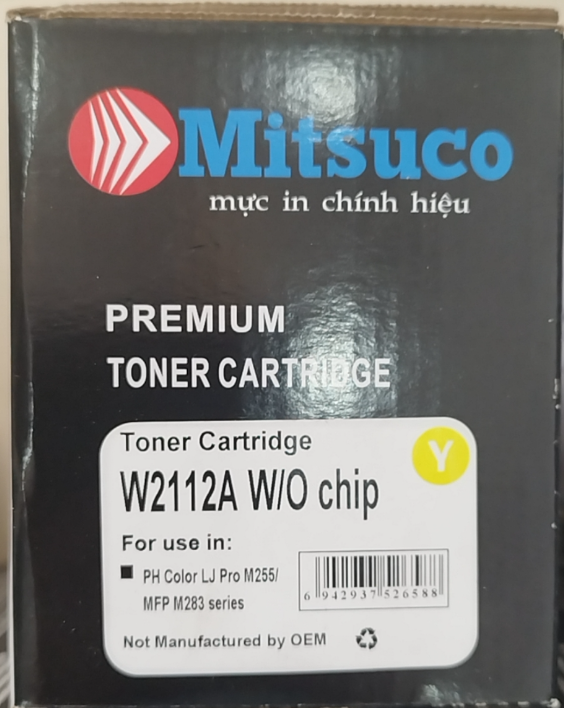 Mitsuco
mực in chính hiệu
PREMIUM
TONER CARTRIDGE
Toner Cartridge
Y
W2112A W/O chip
For use in:
PH Color LJ Pro M255/
MFP M283 series
6 942937 526588
Not Manufactured by OEM